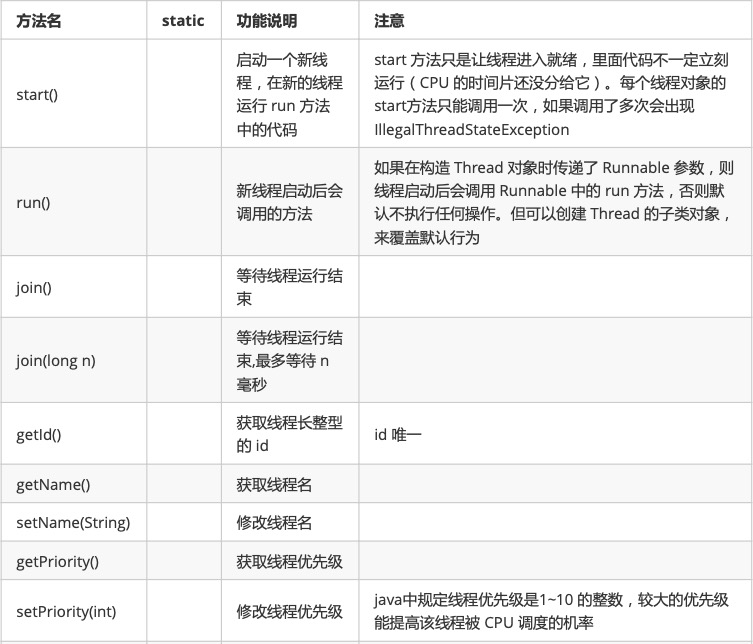 方法名 static 功能说明 注意
start()
启动一个新线
程，在新的线程
运行 run 方法
中的代码
start 方法只是让线程进入就绪，里面代码不一定立刻
运行（CPU 的时间片还没分给它）。每个线程对象的
start方法只能调用一次，如果调用了多次会出现
IllegalThreadStateException
run()
新线程启动后会
调用的方法
如果在构造 Thread 对象时传递了 Runnable 参数，则
线程启动后会调用 Runnable 中的 run 方法，否则默
认不执行任何操作。但可以创建 Thread 的子类对象，
来覆盖默认行为
join()
等待线程运行结
束
join(long n)
等待线程运行结
束,最多等待 n
毫秒
getId()
获取线程长整型
的 id
id 唯一
getName() 获取线程名
setName(String) 修改线程名
getPriority() 获取线程优先级
setPriority(int) 修改线程优先级
java中规定线程优先级是1~10 的整数，较大的优先级
能提高该线程被 CPU 调度的机率